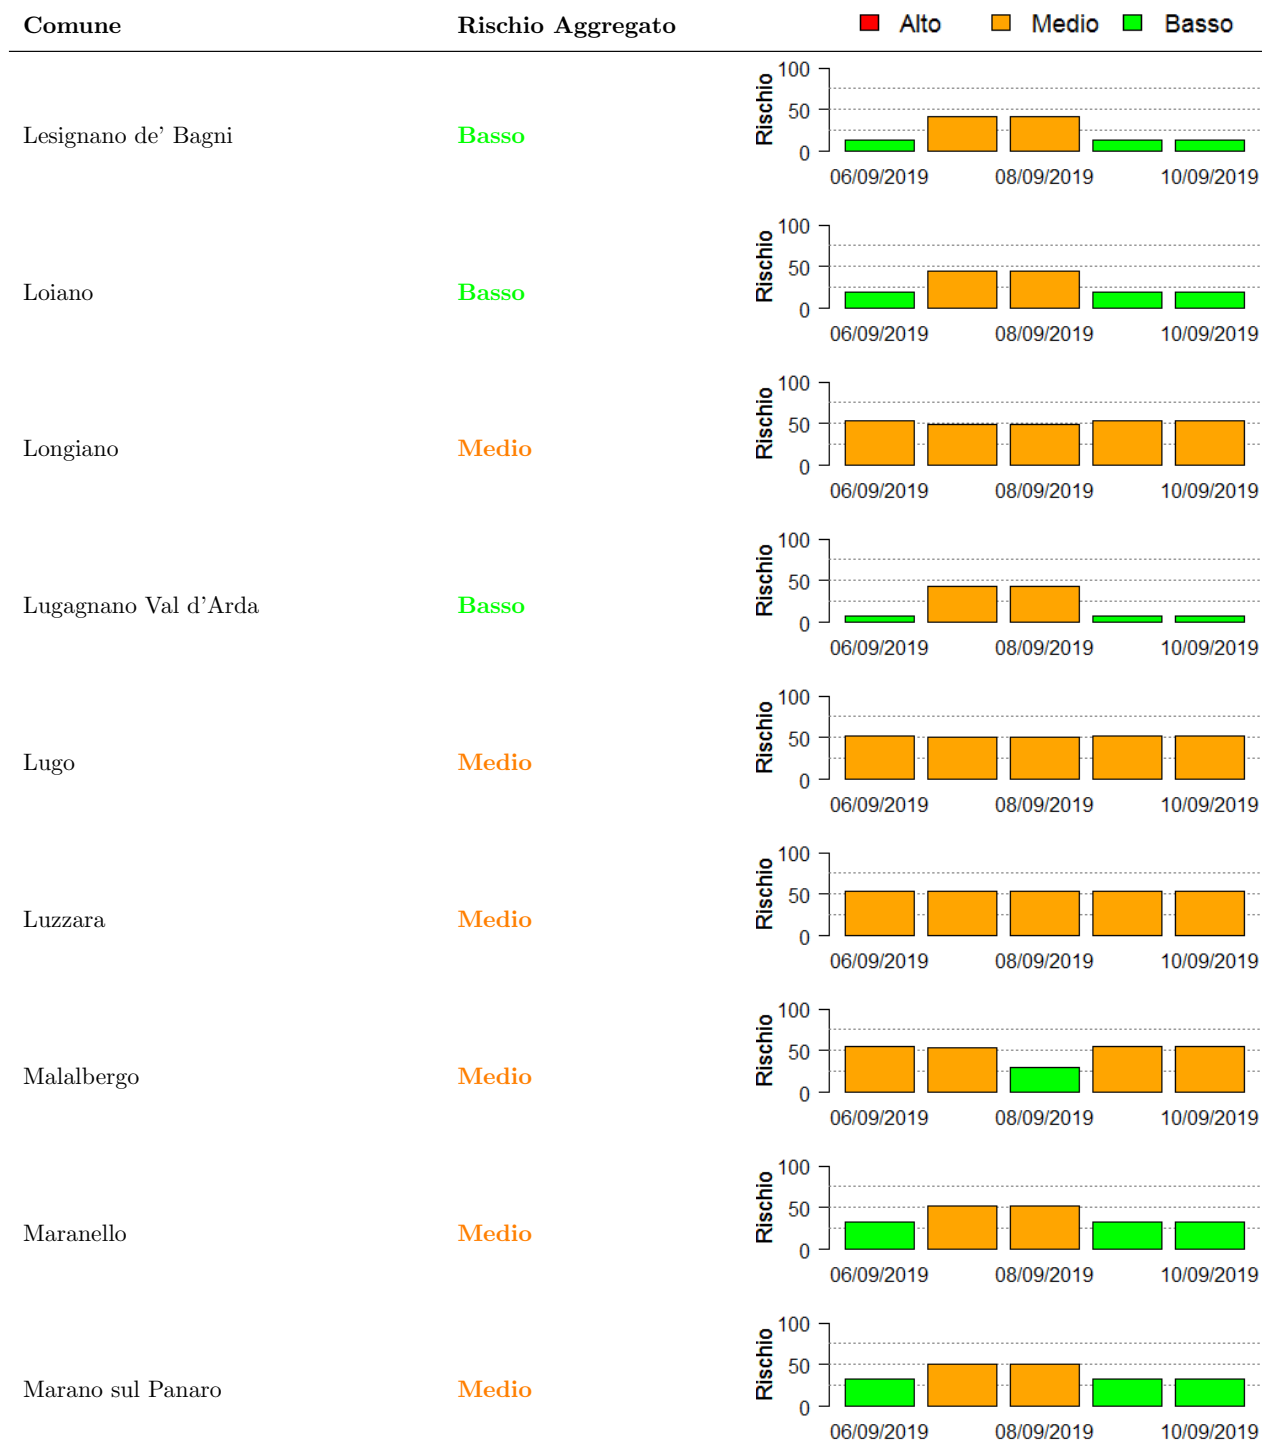 Comune Rischio Aggregato Alto Medio Basso
Lesignano de' Bagni Basso Rischio 100 50 0
06/09/2019 08/09/2019 10/09/2019
Loiano Basso Rischio 100 50 0
06/09/2019 08/09/2019 10/09/2019
Longiano Medio Rischio 100 50 0
06/09/2019 08/09/2019 10/09/2019
Lugagnano Val d'Arda Basso Rischio 100 50 0
06/09/2019 08/09/2019 10/09/2019
Lugo Medio Rischio 100 50 0
06/09/2019 08/09/2019 10/09/2019
Luzzara Medio Rischio 100 50 0
06/09/2019 08/09/2019 10/09/2019
Malalbergo Medio Rischio 100 50 0
06/09/2019 08/09/2019 10/09/2019
Maranello Medio Rischio 100 50 0
06/09/2019 08/09/2019 10/09/2019
Marano sul Panaro Medio Rischio 100 50 0
06/09/2019 08/09/2019 10/09/2019